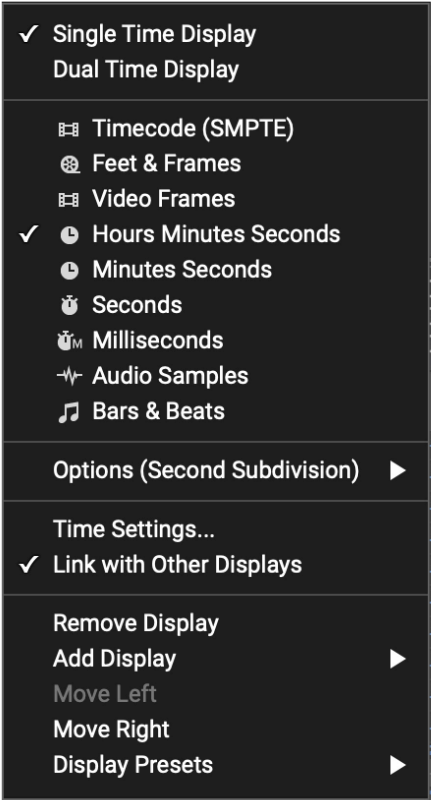 Single Time Display
Dual Time Display
Timecode (SMPTE)
Feet & Frames
Video Frames
Hours Minutes Seconds
Minutes Seconds
Seconds
M Milliseconds
Audio Samples
Bars & Beats
Options (Second Subdivision)
Time Settings...
Link with Other Displays
Remove Display
Add Display
Move Left
Move Right
Display Presets